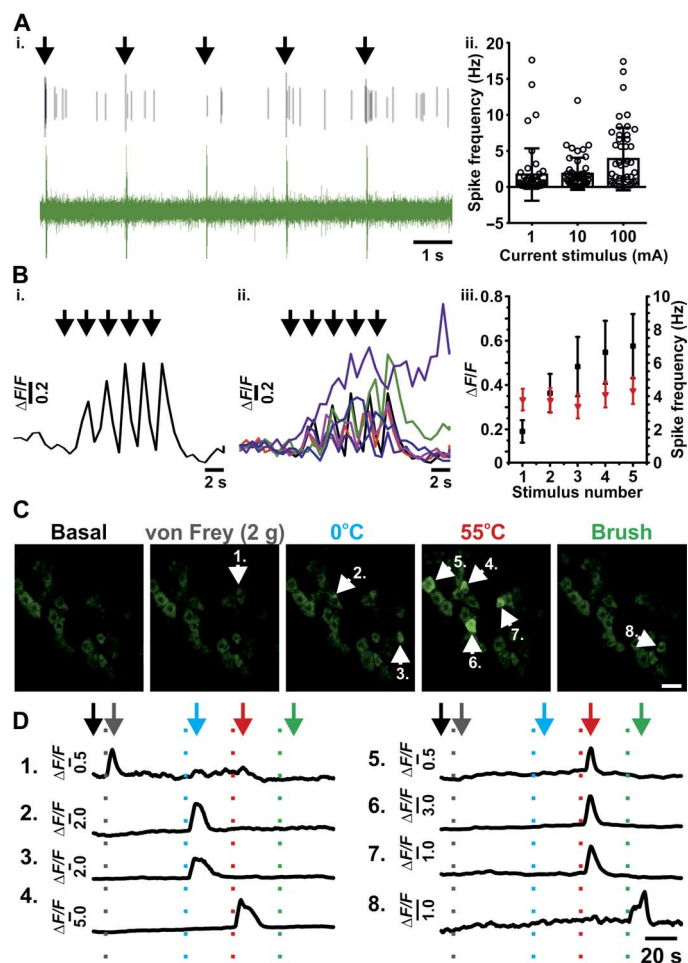 A
i.
ii.
Spike frequency (Hz)
20
15
10
5
0
−5
1 10 100
Current stimulus (mA)
1 s
B
i.
ii.
iii.
ΔF/F
0.2
2 s
ΔF/F
0.2
2 s
ΔF/F
0.8
0.6
0.4
0.2
0
10
8
6
4
2
0
Spike frequency (Hz)
1 2 3 4 5
Stimulus number
C
Basal von Frey (2 g) 0°C 55°C Brush
1.
2.
3.
4.
5.
6.
7.
8.
D
1. ΔF/F 0.5
2. ΔF/F 2.0
3. ΔF/F 2.0
4. ΔF/F 5.0
5. ΔF/F 0.5
6. ΔF/F 3.0
7. ΔF/F 1.0
8. ΔF/F 1.0
20 s